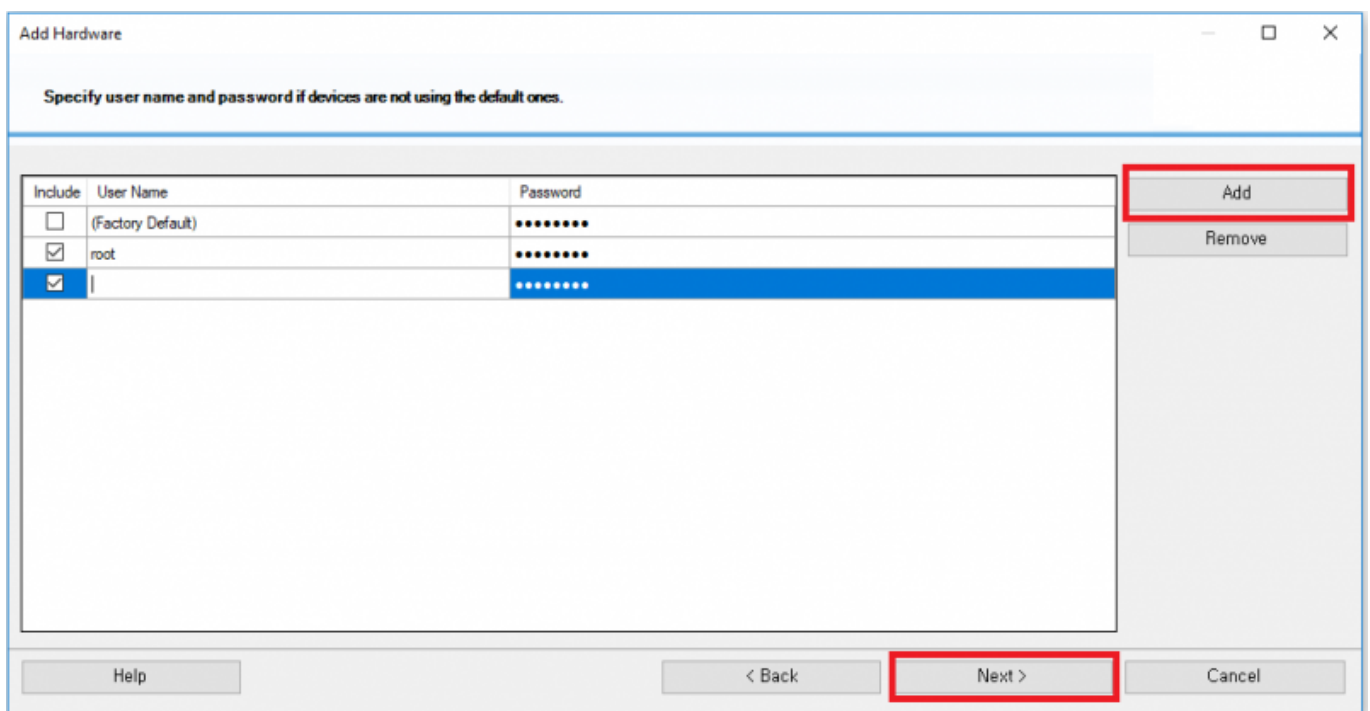 Add Hardware
Specify user name and password if devices are not using the default ones.
Include User Name Password
(Factory Default) ••••••••
root ••••••••
••••••••
Add
Remove
Help < Back Next > Cancel